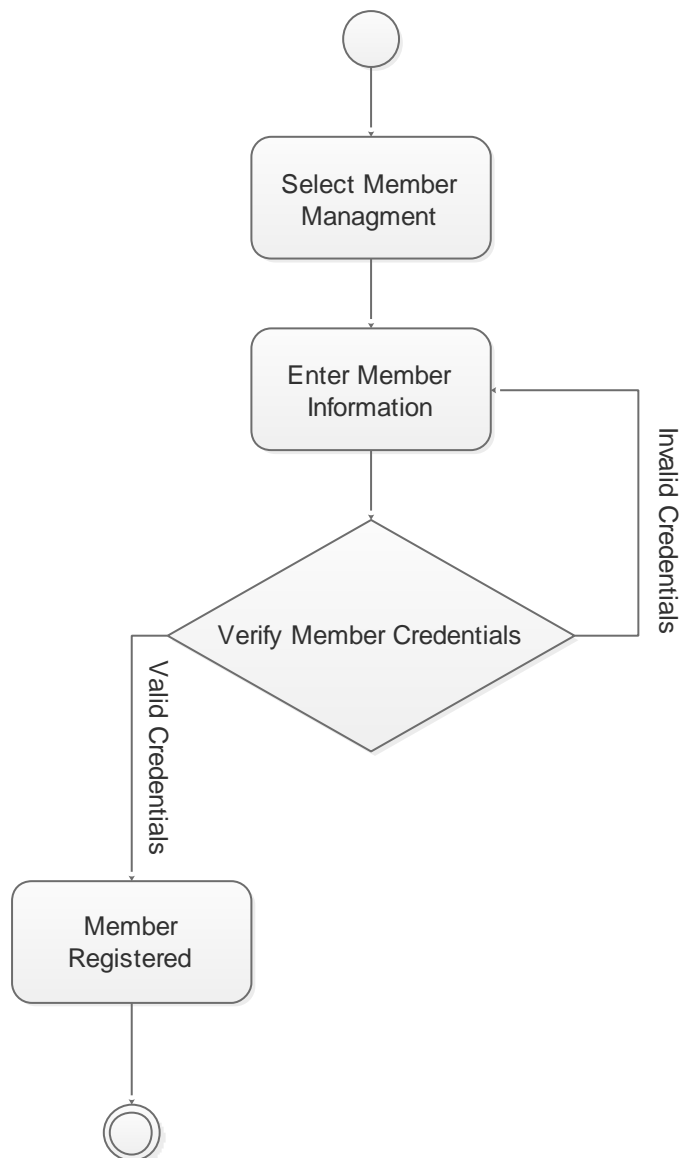 Select Member
Managment
Enter Member
Information
Invalid Credentials
Verify Member Credentials
Valid Credentials
Member
Registered